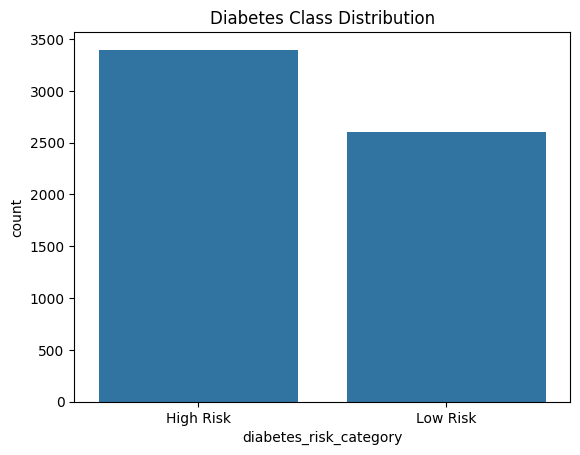 Diabetes Class Distribution
3500
3000
2500
2000
1500
1000
500
0
count
High Risk Low Risk
diabetes_risk_category